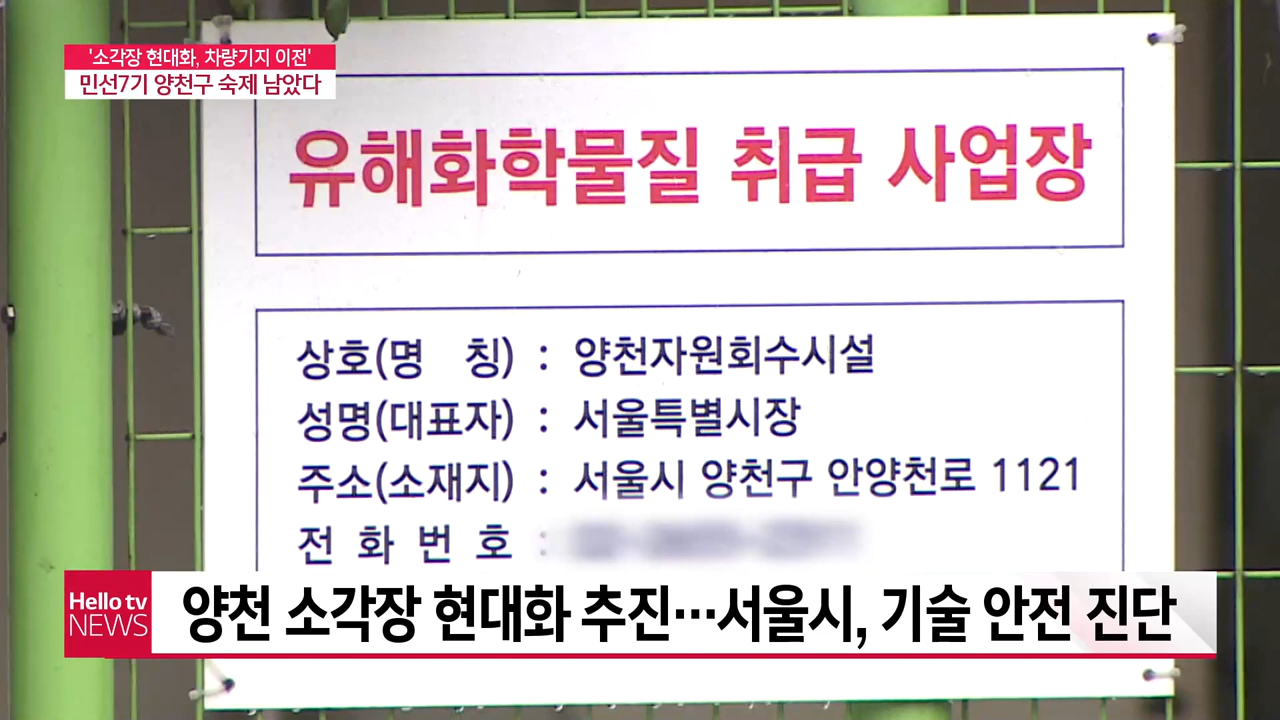 '소각장 현대화, 차량기지 이전'
민선7기 양천구 숙제 남았다
유해화학물질 취급 사업장
상호(명 칭) : 양천자원회수시설
성명(대표자) : 서울특별시장
주소(소재지) : 서울시 양천구 안양천로 1121
전 화 번 호 :
Hello tv
NEWS
양천 소각장 현대화 추진…서울시, 기술 안전 진단